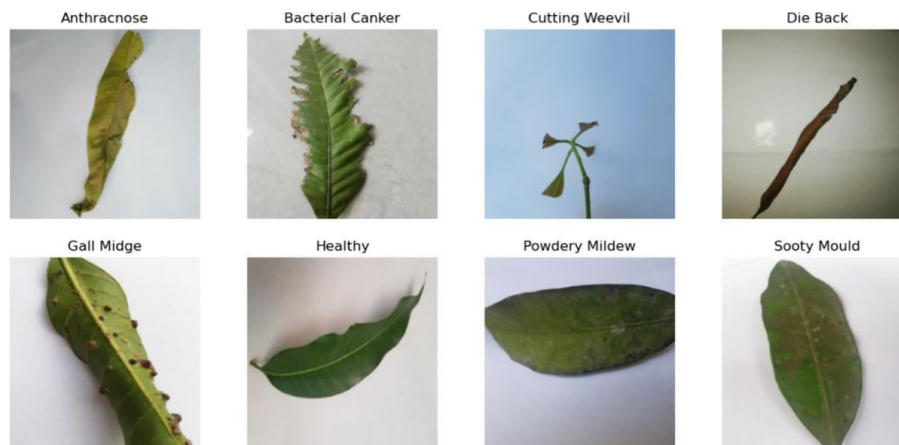 Anthracnose
Bacterial Canker
Cutting Weevil
Die Back
Gall Midge
Healthy
Powdery Mildew
Sooty Mould